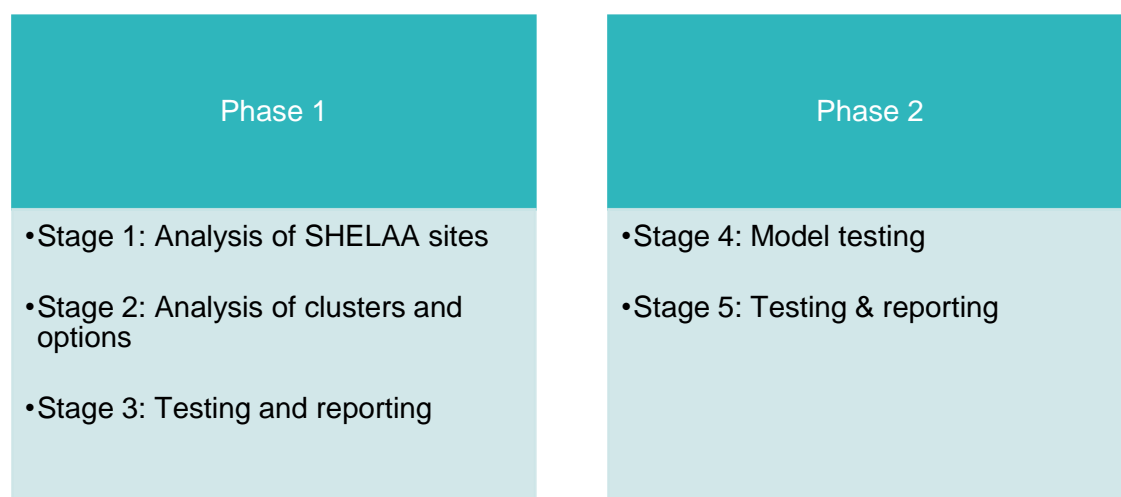 Phase 1
•Stage 1: Analysis of SHELAA sites
•Stage 2: Analysis of clusters and
options
•Stage 3: Testing and reporting
Phase 2
•Stage 4: Model testing
•Stage 5: Testing & reporting